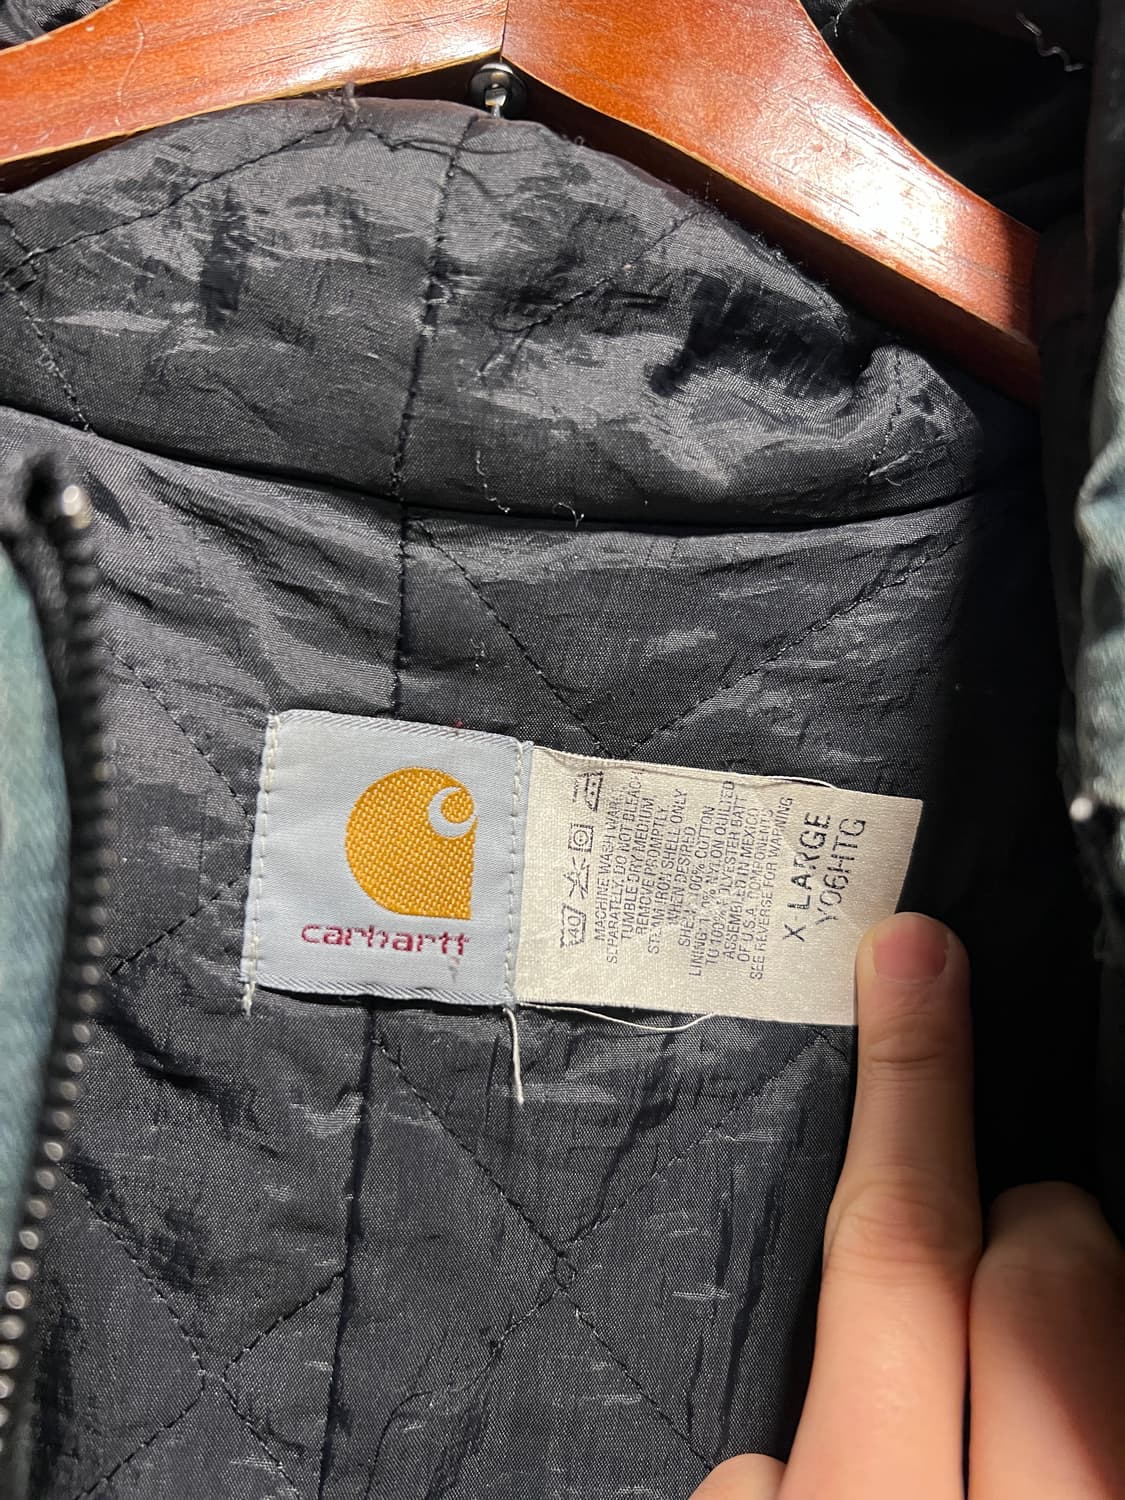 carhartt
MACHINE WASH WARM
SEPARATELY. DO NOT BLEACH
TUMBLE DRY MEDIUM
REMOVE PROMPTLY.
STEAM IRON SHELL ONLY
WHEN DESIRED.
SHELL 100% COTTON
LINING: 100% NYLON QUILTED
TO 100% POLYESTER BAT
ASSEMBLED IN MEXICO
OF U.S.A. COMPONENTS
SEE REVERSE FOR WARNING
X-LARGE
Y06HTG